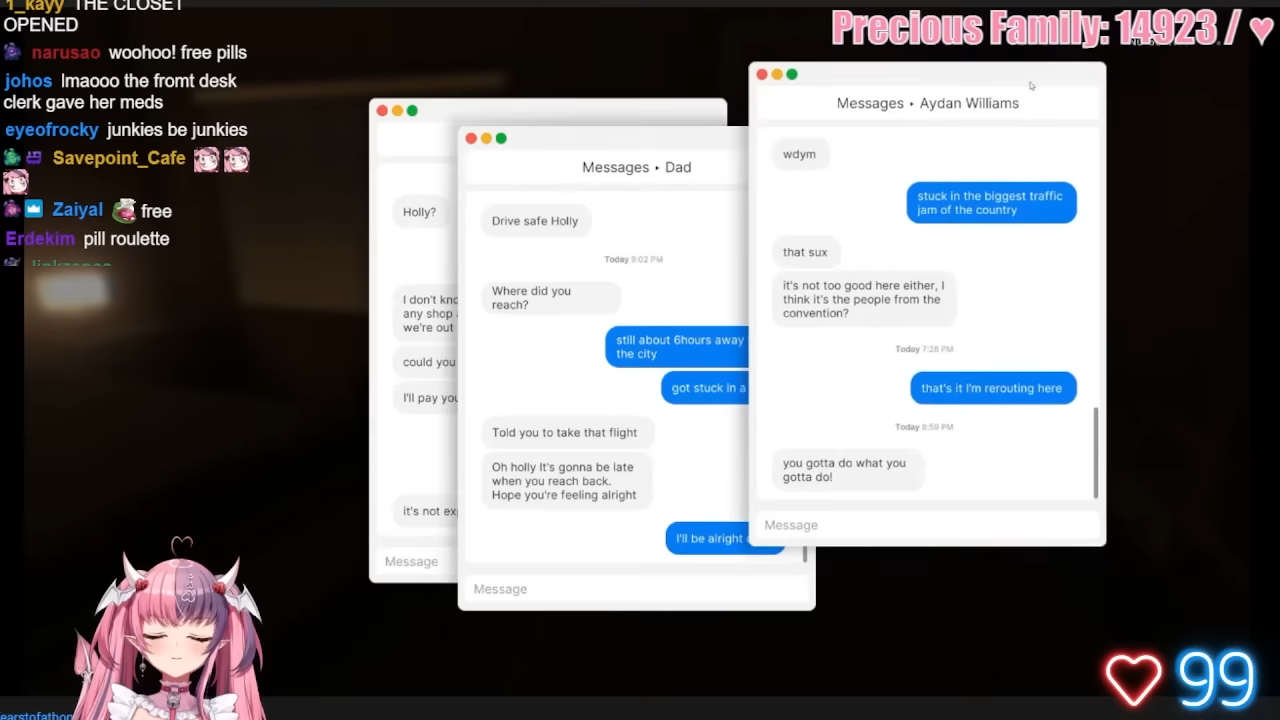 1_kayy THE CLOSET
OPENED
narusao woohoo! free pills
johos lmaooo the fromt desk
clerk gave her meds
eyeofrocky junkies be junkies
Savepoint_Cafe
Zaiyal free
Erdekim pill roulette
Precious Family: 14923 / ♥
Holly?
I don't kno
any shop
we're out
could you
I'll pay you
it's not ex
Message
Messages • Dad
Drive safe Holly
Today 9:02 PM
Where did you
reach?
still about 6hours away
the city
got stuck in a
Told you to take that flight
Oh holly It's gonna be late
when you reach back.
Hope you're feeling alright
I'll be alright
Message
Messages • Aydan Williams
wdym
stuck in the biggest traffic
jam of the country
that sux
it's not too good here either, I
think it's the people from the
convention?
Today 7:28 PM
that's it I'm rerouting here
Today 8:59 PM
you gotta do what you
gotta do!
Message
99
earstofathom